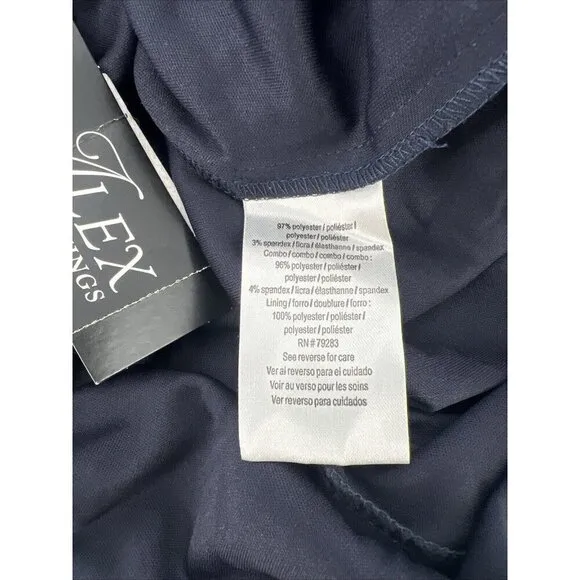 ALEX
INGS
97% polyester / poliéster /
polyester / poliéster
3% spandex / licra / élasthanne / spandex
Combo / combo / combo / combo :
96% polyester / poliéster /
polyester / poliéster
4% spandex / licra / élasthanne / spandex
Lining / forro / doublure / forro :
100% polyester / poliéster /
polyester / poliéster
RN # 79283
See reverse for care
Ver al reverso para el cuidado
Voir au verso pour les soins
Ver reverso para cuidados